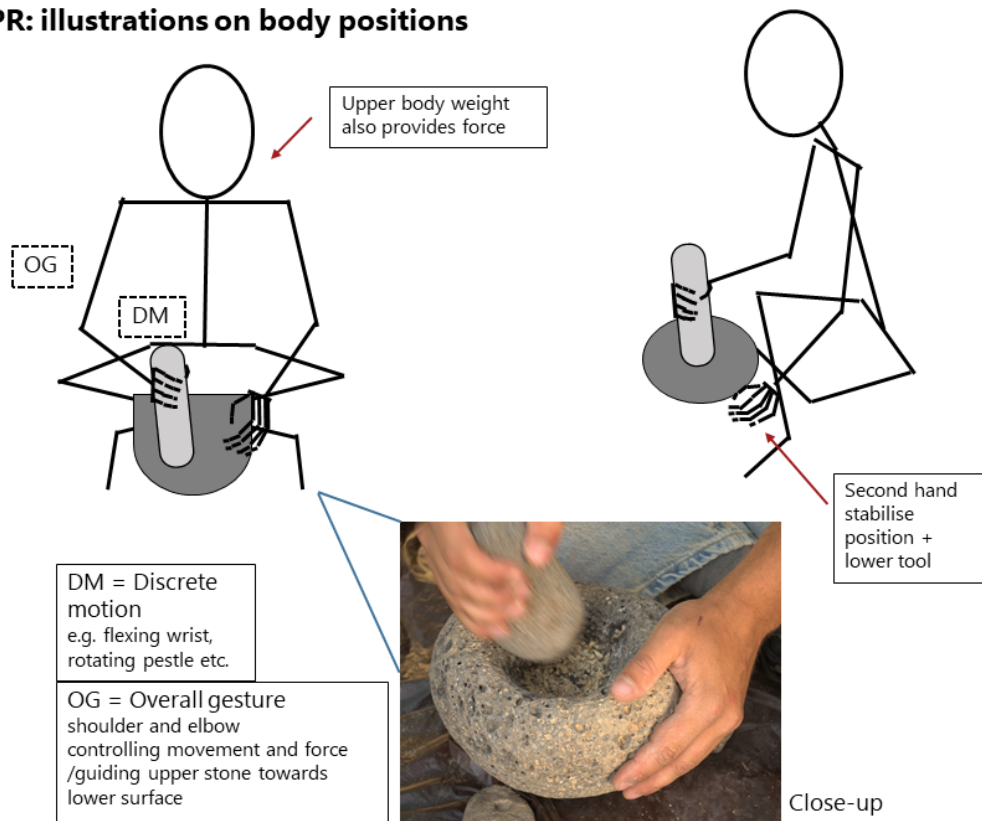 PR: illustrations on body positions
Upper body weight
also provides force
OG
DM
Second hand
stabilise
position +
lower tool
DM = Discrete
motion
e.g. flexing wrist,
rotating pestle etc.
OG = Overall gesture
shoulder and elbow
controlling movement and force
/guiding upper stone towards
lower surface
Close-up